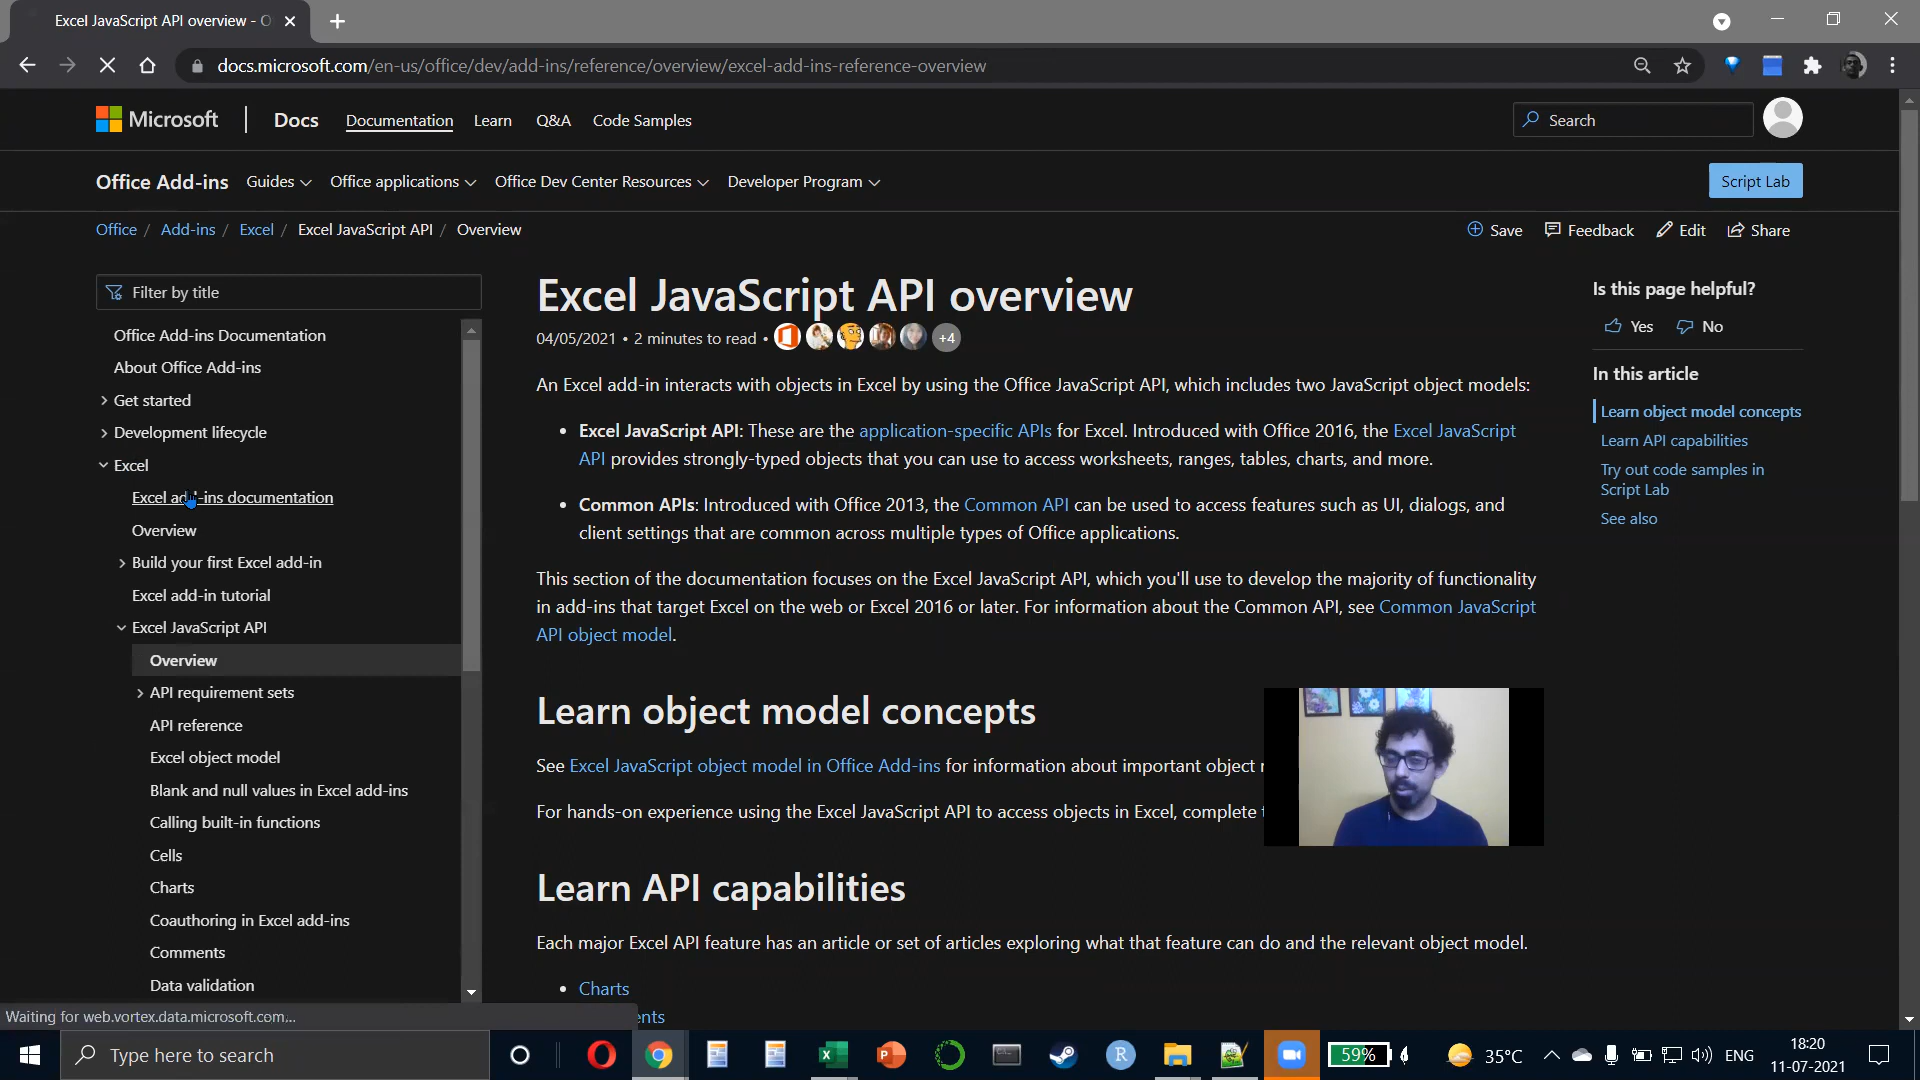 Excel JavaScript API overview - O
docs.microsoft.com/en-us/office/dev/add-ins/reference/overview/excel-add-ins-reference-overview
Microsoft
Docs
Documentation
Learn
Q&A
Code Samples
Search
Office Add-ins
Guides
Office applications
Office Dev Center Resources
Developer Program
Script Lab
Office / Add-ins / Excel / Excel JavaScript API / Overview
Save
Feedback
Edit
Share
Filter by title
Office Add-ins Documentation
About Office Add-ins
Get started
Development lifecycle
Excel
Excel add-ins documentation
Overview
Build your first Excel add-in
Excel add-in tutorial
Excel JavaScript API
Overview
API requirement sets
API reference
Excel object model
Blank and null values in Excel add-ins
Calling built-in functions
Cells
Charts
Coauthoring in Excel add-ins
Comments
Data validation
Excel JavaScript API overview
04/05/2021 • 2 minutes to read •
+4
An Excel add-in interacts with objects in Excel by using the Office JavaScript API, which includes two JavaScript object models:
• Excel JavaScript API: These are the application-specific APIs for Excel. Introduced with Office 2016, the Excel JavaScript
API provides strongly-typed objects that you can use to access worksheets, ranges, tables, charts, and more.
• Common APIs: Introduced with Office 2013, the Common API can be used to access features such as UI, dialogs, and
client settings that are common across multiple types of Office applications.
This section of the documentation focuses on the Excel JavaScript API, which you'll use to develop the majority of functionality
in add-ins that target Excel on the web or Excel 2016 or later. For information about the Common API, see Common JavaScript
API object model.
Learn object model concepts
See Excel JavaScript object model in Office Add-ins for information about important object
For hands-on experience using the Excel JavaScript API to access objects in Excel, complete
Learn API capabilities
Each major Excel API feature has an article or set of articles exploring what that feature can do and the relevant object model.
• Charts
ents
Is this page helpful?
Yes
No
In this article
Learn object model concepts
Learn API capabilities
Try out code samples in
Script Lab
See also
Waiting for web.vortex.data.microsoft.com...
Type here to search
59%
35°C
ENG
18:20
11-07-2021